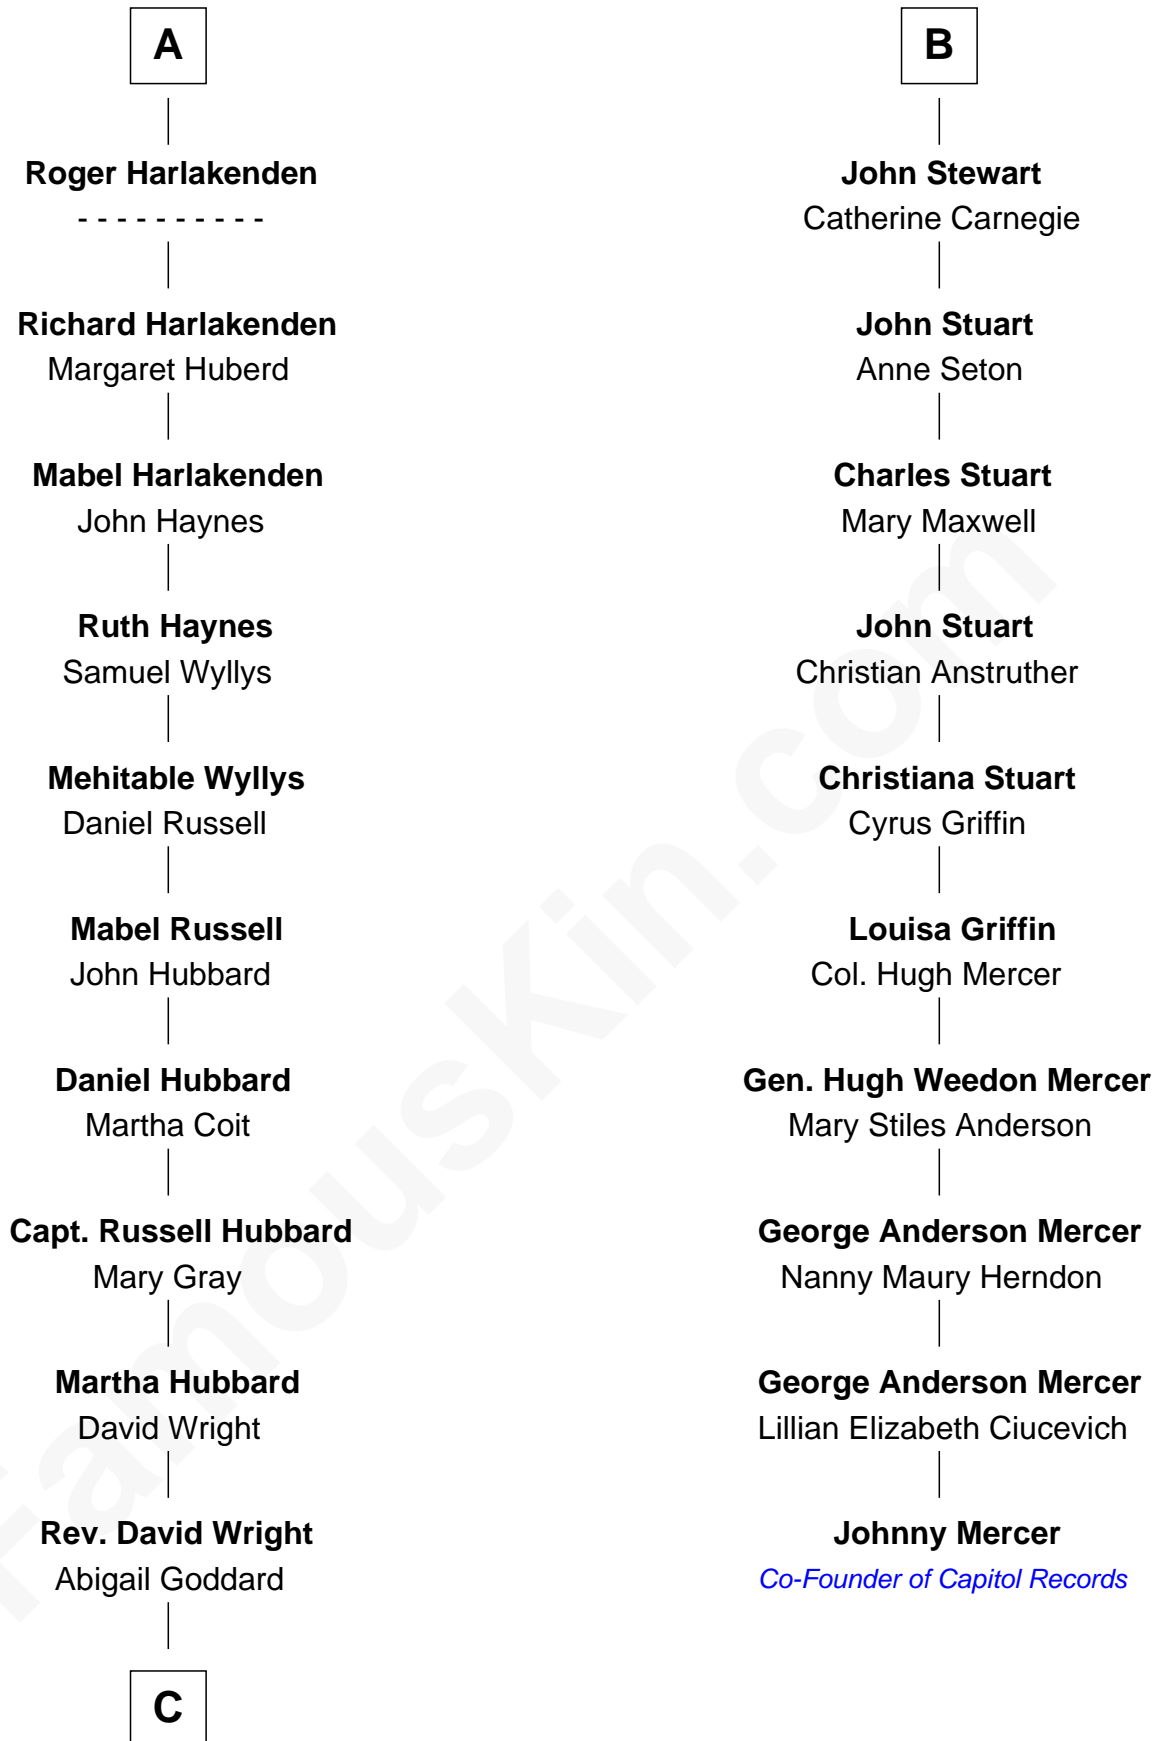 A
Roger Harlakenden
- - - - - - - - - -
Richard Harlakenden
Margaret Huberd
Mabel Harlakenden
John Haynes
Ruth Haynes
Samuel Wyllys
Mehitable Wyllys
Daniel Russell
Mabel Russell
John Hubbard
Daniel Hubbard
Martha Coit
Capt. Russell Hubbard
Mary Gray
Martha Hubbard
David Wright
Rev. David Wright
Abigail Goddard
C
B
John Stewart
Catherine Carnegie
John Stuart
Anne Seton
Charles Stuart
Mary Maxwell
John Stuart
Christian Anstruther
Christiana Stuart
Cyrus Griffin
Louisa Griffin
Col. Hugh Mercer
Gen. Hugh Weedon Mercer
Mary Stiles Anderson
George Anderson Mercer
Nanny Maury Herndon
George Anderson Mercer
Lillian Elizabeth Ciucevich
Johnny Mercer
Co-Founder of Capitol Records
FamousKin.com